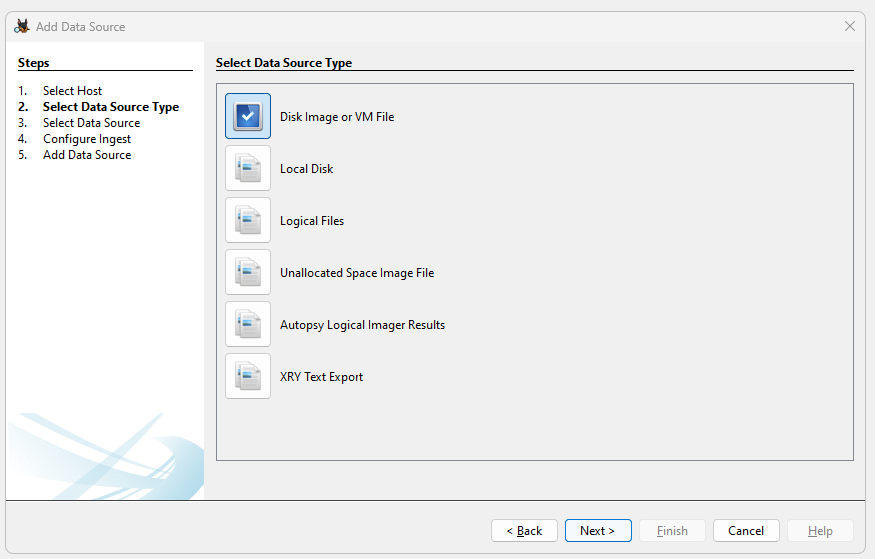 Add Data Source
Steps
1. Select Host
2. Select Data Source Type
3. Select Data Source
4. Configure Ingest
5. Add Data Source
Select Data Source Type
Disk Image or VM File
Local Disk
Logical Files
Unallocated Space Image File
Autopsy Logical Imager Results
XRY Text Export
< Back
Next >
Finish
Cancel
Help